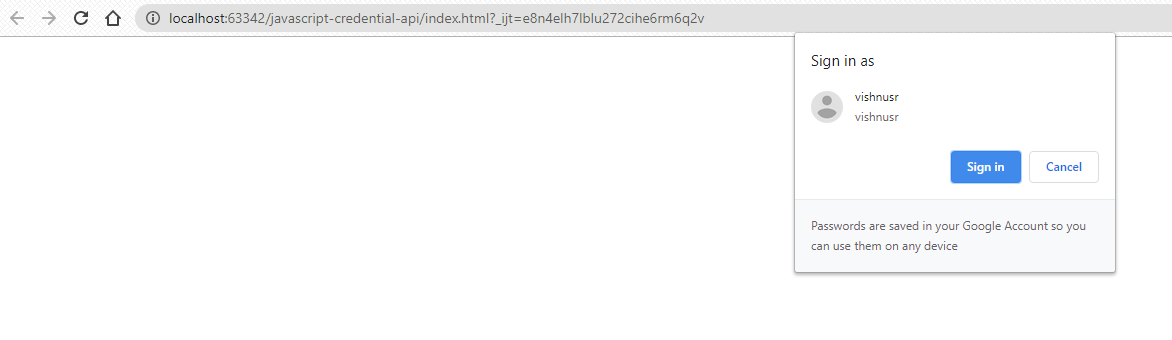 localhost:63342/javascript-credential-api/index.html?_ijt=e8n4elh7lblu272cihe6rm6q2v
Sign in as
vishnusr
vishnusr
Sign in Cancel
Passwords are saved in your Google Account so you
can use them on any device